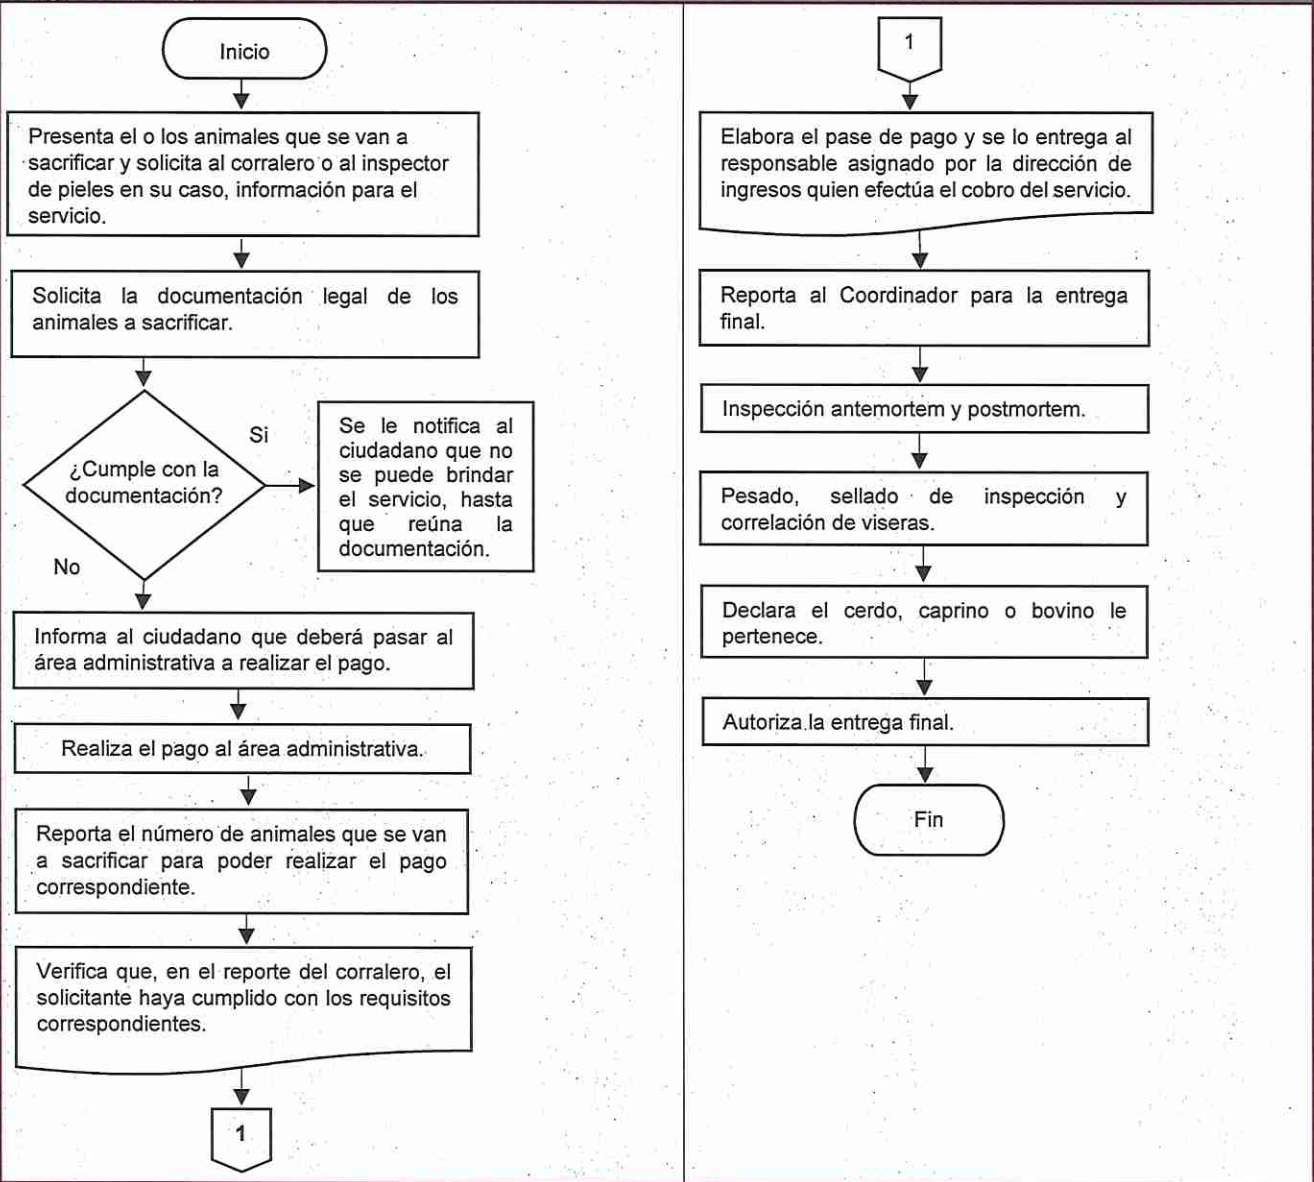 Inicio
Presenta el o los animales que se van a
sacrificar y solicita al corralero o al inspector
de pieles en su caso, información para el
servicio.
Solicita la documentación legal de los
animales a sacrificar.
¿Cumple con la
documentación?
Si
Se le notifica al
ciudadano que no
se puede brindar
el servicio, hasta
que reúna la
documentación.
No
Informa al ciudadano que deberá pasar al
área administrativa a realizar el pago.
Realiza el pago al área administrativa.
Reporta el número de animales que se van
a sacrificar para poder realizar el pago
correspondiente.
Verifica que, en el reporte del corralero, el
solicitante haya cumplido con los requisitos
correspondientes.
1
1
Elabora el pase de pago y se lo entrega al
responsable asignado por la dirección de
ingresos quien efectúa el cobro del servicio.
Reporta al Coordinador para la entrega
final.
Inspección antemortem y postmortem.
Pesado, sellado de inspección y
correlación de viseras.
Declara el cerdo, caprino o bovino le
pertenece.
Autoriza la entrega final.
Fin